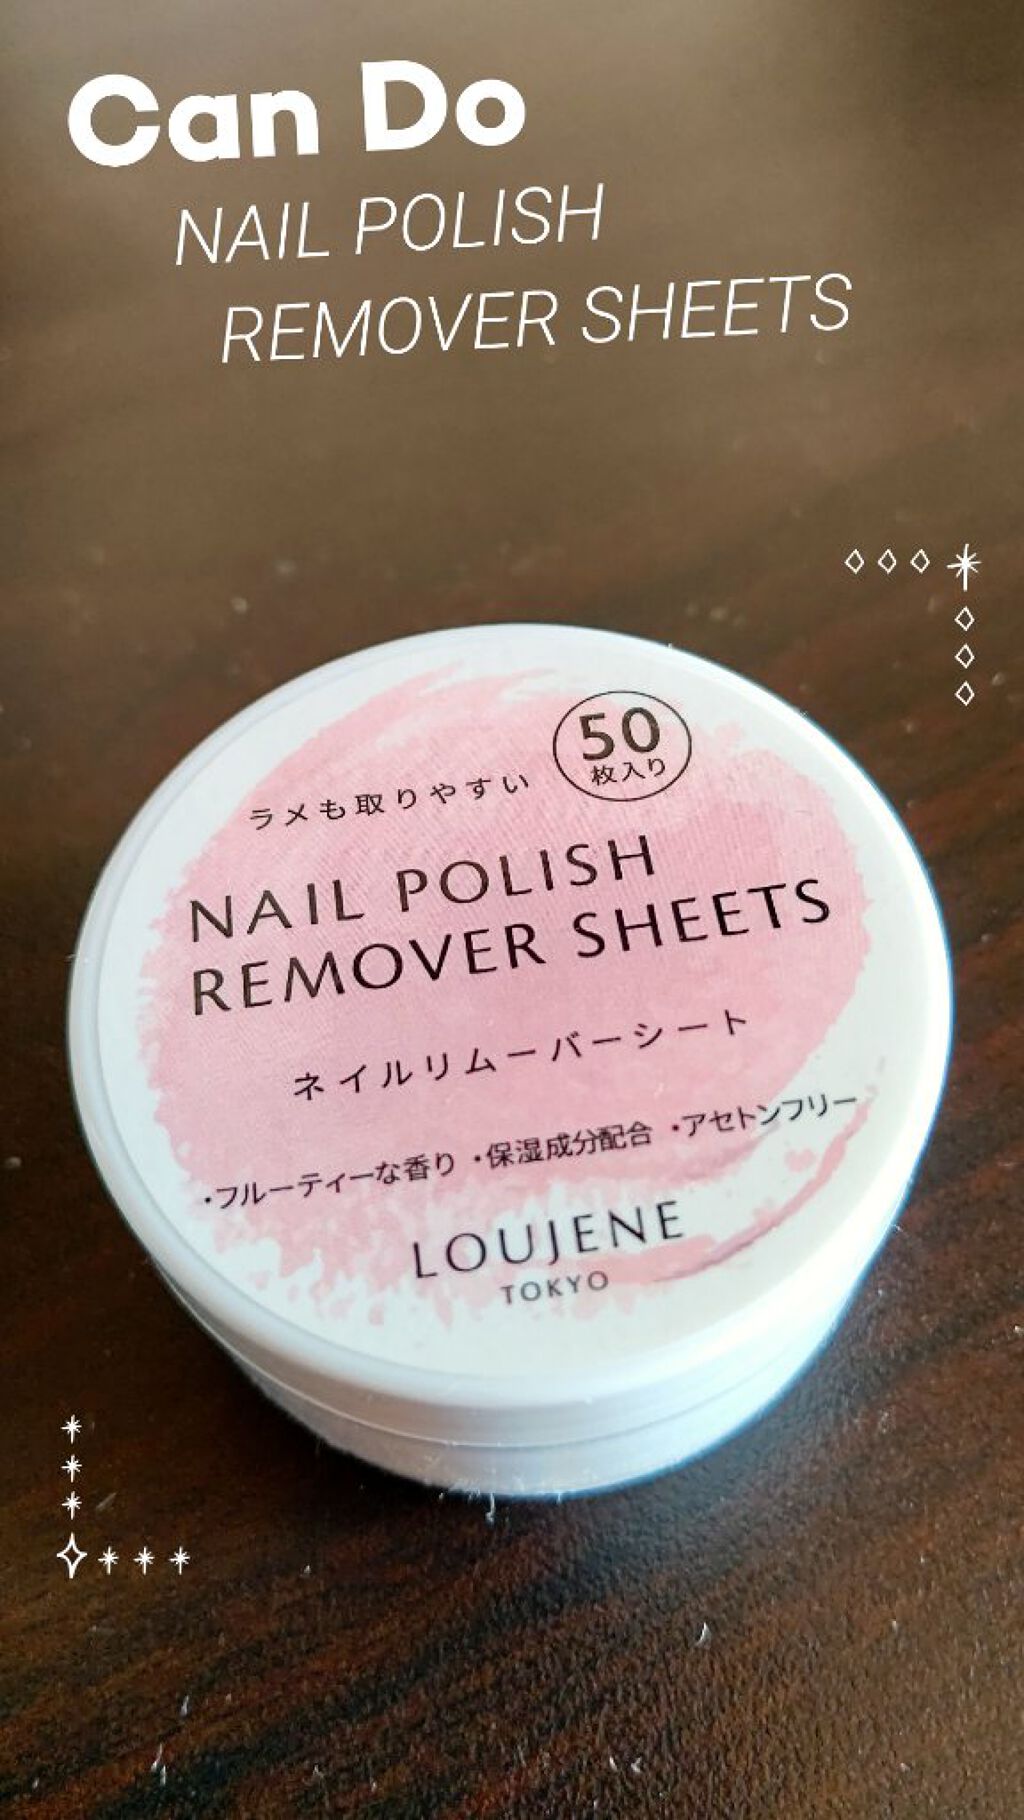 Can Do
NAIL POLISH
REMOVER SHEETS
50
枚入り
ラメも取りやすい
NAIL POLISH
REMOVER SHEETS
ネイルリムーバーシート
・フルーティーな香り ・保湿成分配合 ・アセトンフリー
LOUJENE
TOKYO